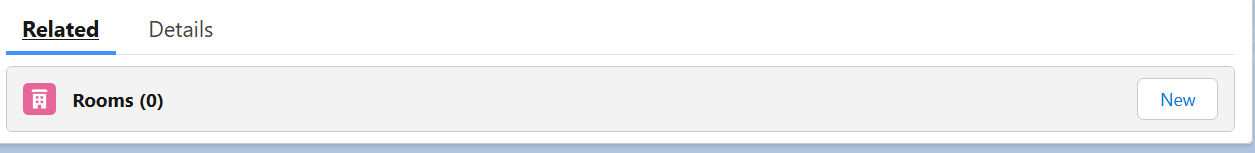 Related Details
Rooms (0) New